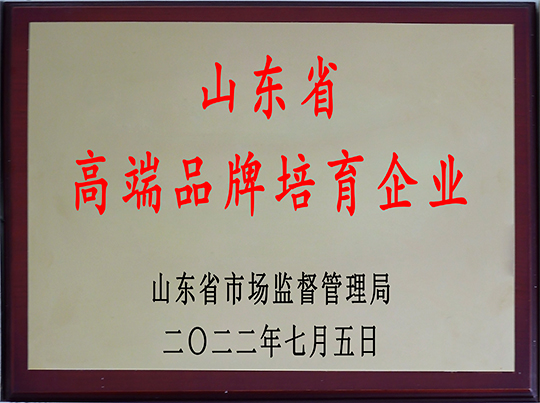 山东省
高端品牌培育企业
山东省市场监督管理局
二〇二二年七月五日